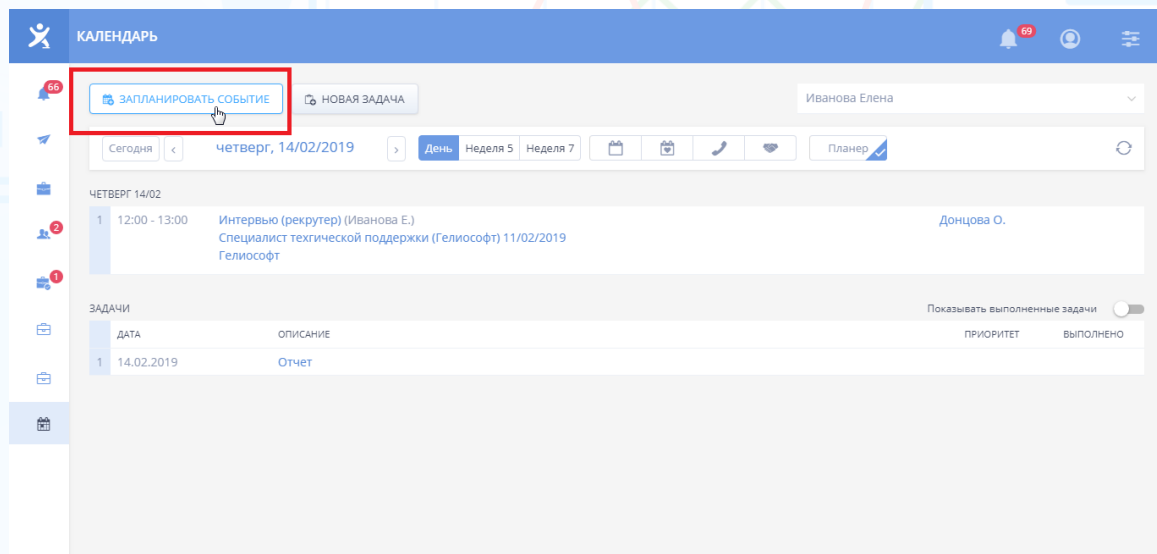 КАЛЕНДАРЬ
69
66
ЗАПЛАНИРОВАТЬ СОБЫТИЕ
НОВАЯ ЗАДАЧА
Иванова Елена
Сегодня < четверг, 14/02/2019 > День Неделя 5 Неделя 7 Планер
ЧЕТВЕРГ 14/02
1 12:00 - 13:00 Интервью (рекрутер) (Иванова Е.) Донцова О.
2
Специалист техгической поддержки (Гелиософт) 11/02/2019
Гелиософт
1
ЗАДАЧИ Показывать выполненные задачи
ДАТА ОПИСАНИЕ ПРИОРИТЕТ ВЫПОЛНЕНО
1 14.02.2019 Отчет